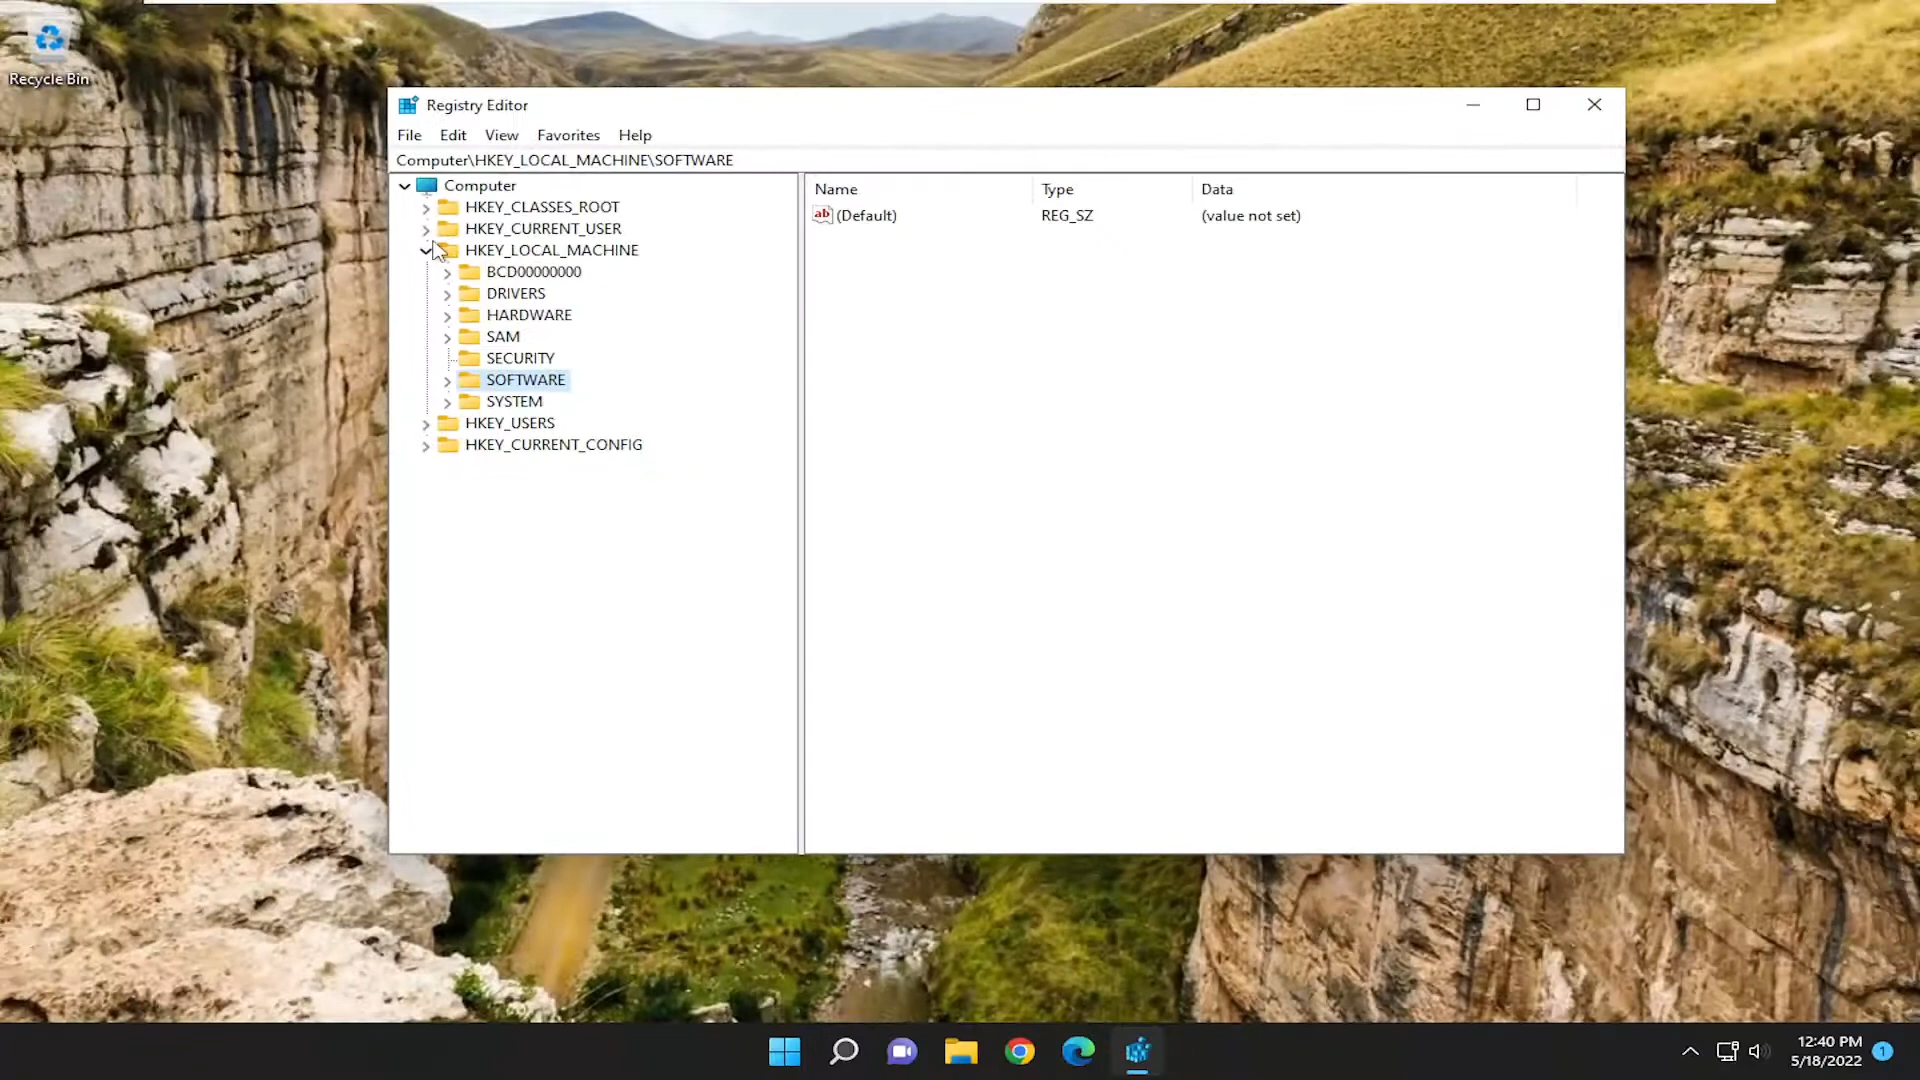 Recycle Bin
Registry Editor
File Edit View Favorites Help
Computer\HKEY_LOCAL_MACHINE\SOFTWARE
Computer
HKEY_CLASSES_ROOT
HKEY_CURRENT_USER
HKEY_LOCAL_MACHINE
BCD00000000
DRIVERS
HARDWARE
SAM
SECURITY
SOFTWARE
SYSTEM
HKEY_USERS
HKEY_CURRENT_CONFIG
Name Type Data
ab (Default) REG_SZ (value not set)
12:40 PM
5/18/2022
1